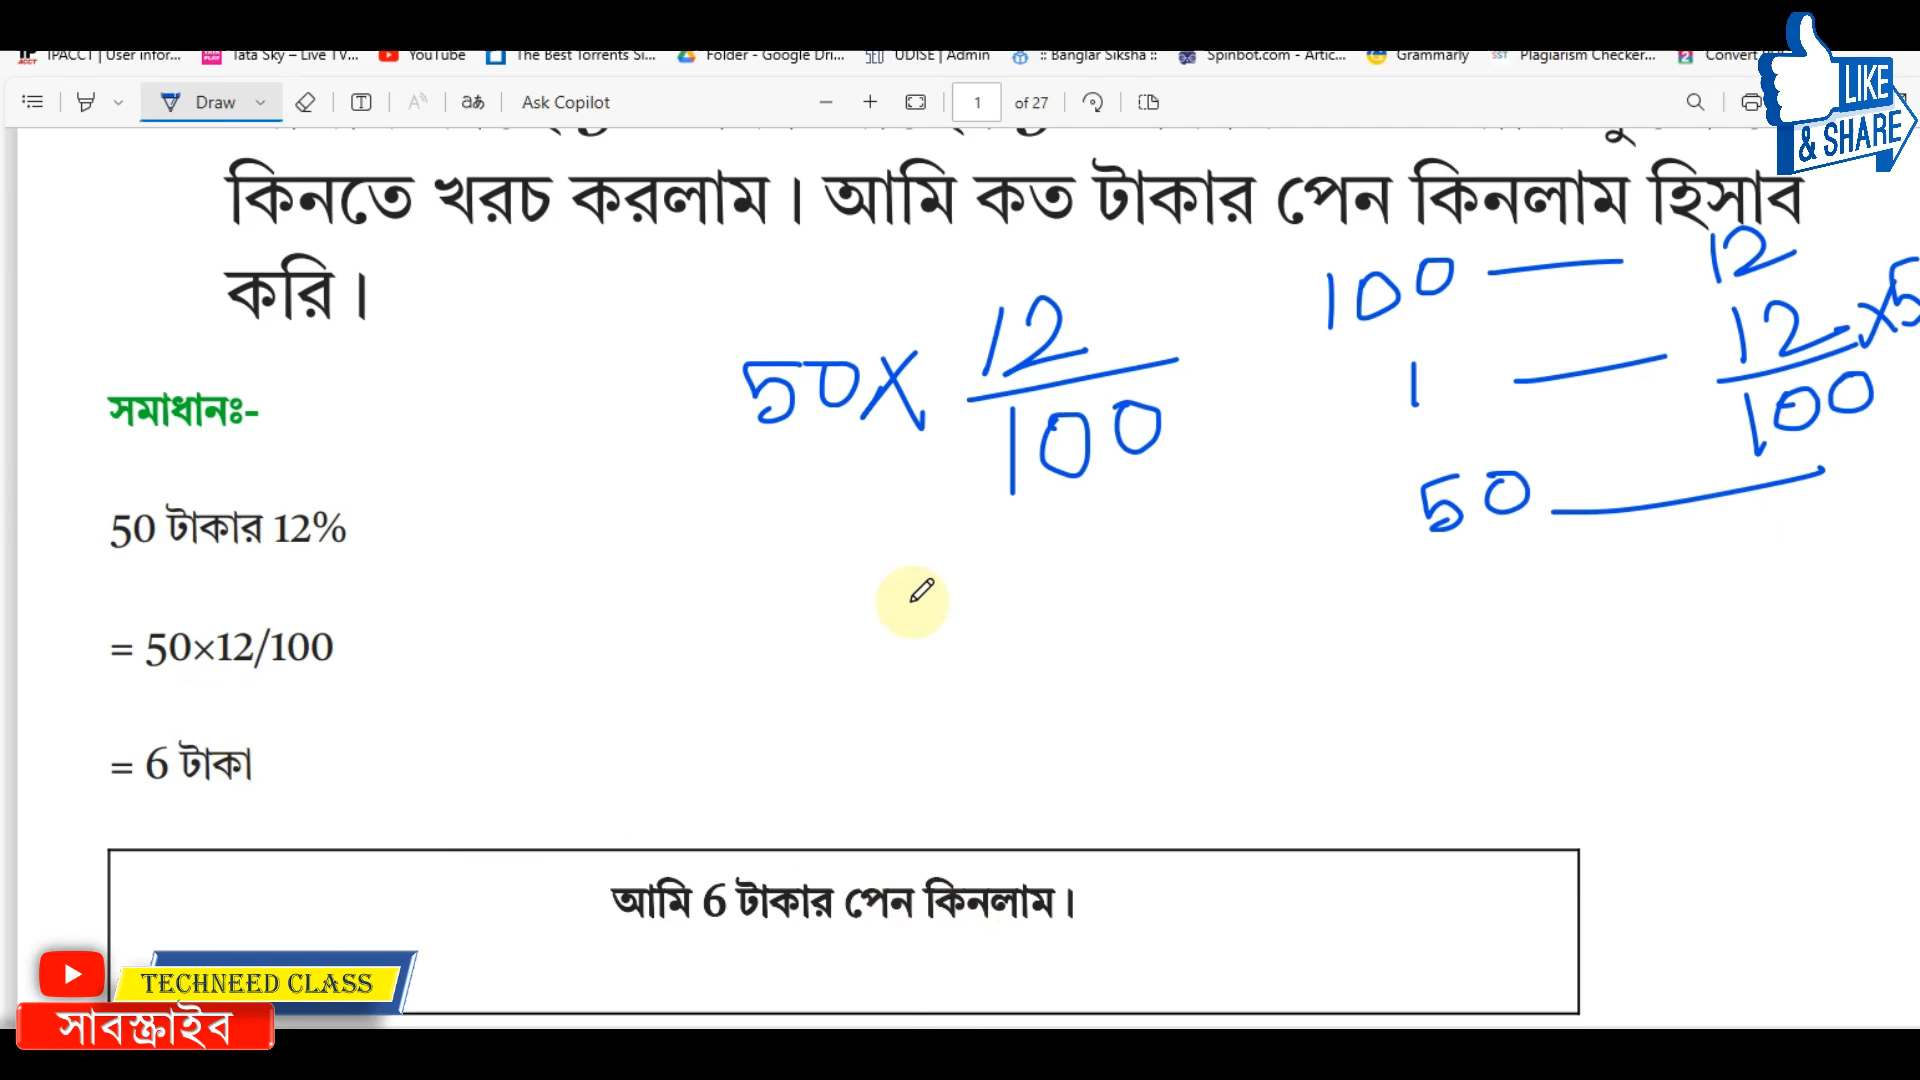 IPACCT | User infor...
Tata Sky – Live TV...
YouTube
The Best Torrents Si...
Folder - Google Dri...
UDISE | Admin
:: Banglar Siksha ::
Spinbot.com - Artic...
Grammarly
Plagiarism Checker...
LIKE
& SHARE
Draw
Ask Copilot
1 of 27
কিনতে খরচ করলাম। আমি কত টাকার পেন কিনলাম হিসাব
করি।
100 — 12
50 × 12/100
1 — 12/100 × 5
50 —
সমাধানঃ-
50 টাকার 12%
= 50×12/100
= 6 টাকা
আমি 6 টাকার পেন কিনলাম।
TECHNEED CLASS
সাবস্ক্রাইব